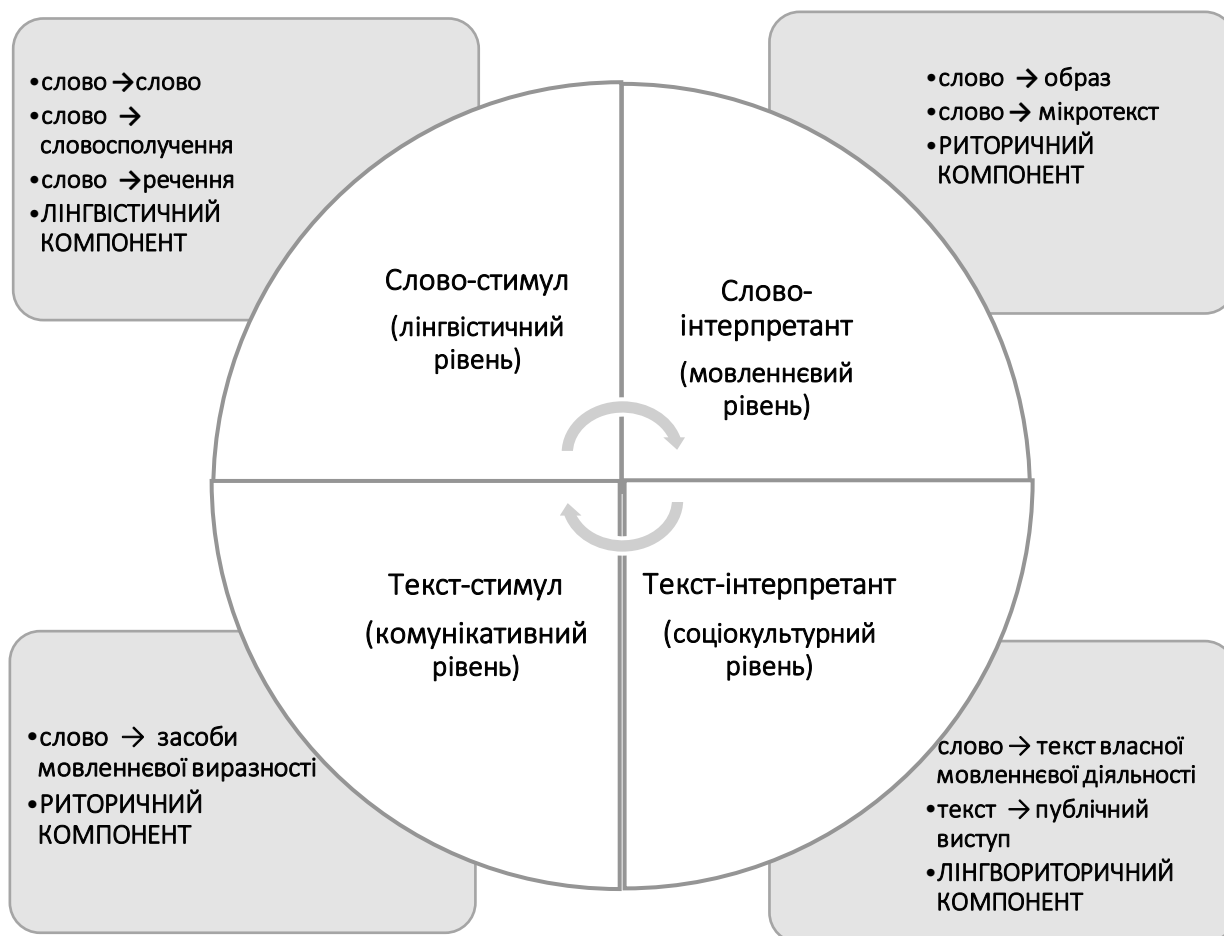 •слово →слово
•слово →
словосполучення
•слово →речення
•ЛІНГВІСТИЧНИЙ
КОМПОНЕНТ
•слово → образ
•слово → мікротекст
•РИТОРИЧНИЙ
КОМПОНЕНТ
Слово-стимул
(лінгвістичний
рівень)
Слово-
інтерпретант
(мовленнєвий
рівень)
Текст-стимул
(комунікативний
рівень)
Текст-інтерпретант
(соціокультурний
рівень)
•слово → засоби
мовленнєвої виразності
•РИТОРИЧНИЙ
КОМПОНЕНТ
слово → текст власної
мовленнєвої діяльності
•текст → публічний
виступ
•ЛІНГВОРИТОРИЧНИЙ
КОМПОНЕНТ